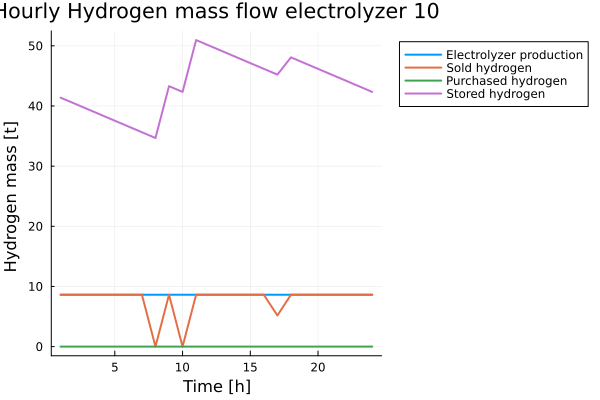 Hourly Hydrogen mass flow electrolyzer 10
Electrolyzer production
Sold hydrogen
Purchased hydrogen
Stored hydrogen
Hydrogen mass [t]
50
40
30
20
10
0
5
10
15
20
Time [h]